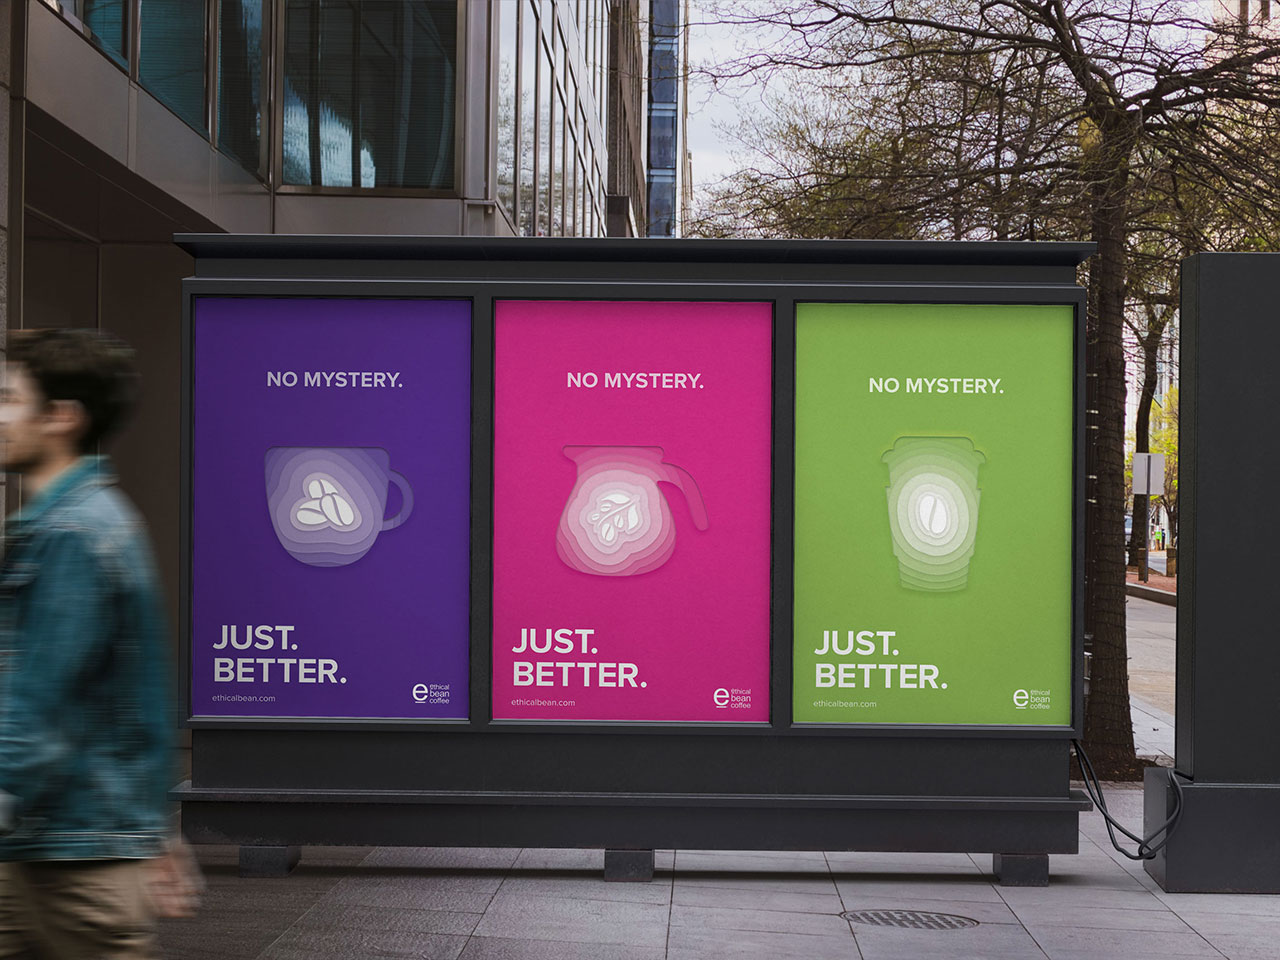 NO MYSTERY.
JUST.
BETTER.
ethicalbean.com
ethical
bean
coffee
NO MYSTERY.
JUST.
BETTER.
ethicalbean.com
ethical
bean
coffee
NO MYSTERY.
JUST.
BETTER.
ethicalbean.com
ethical
bean
coffee